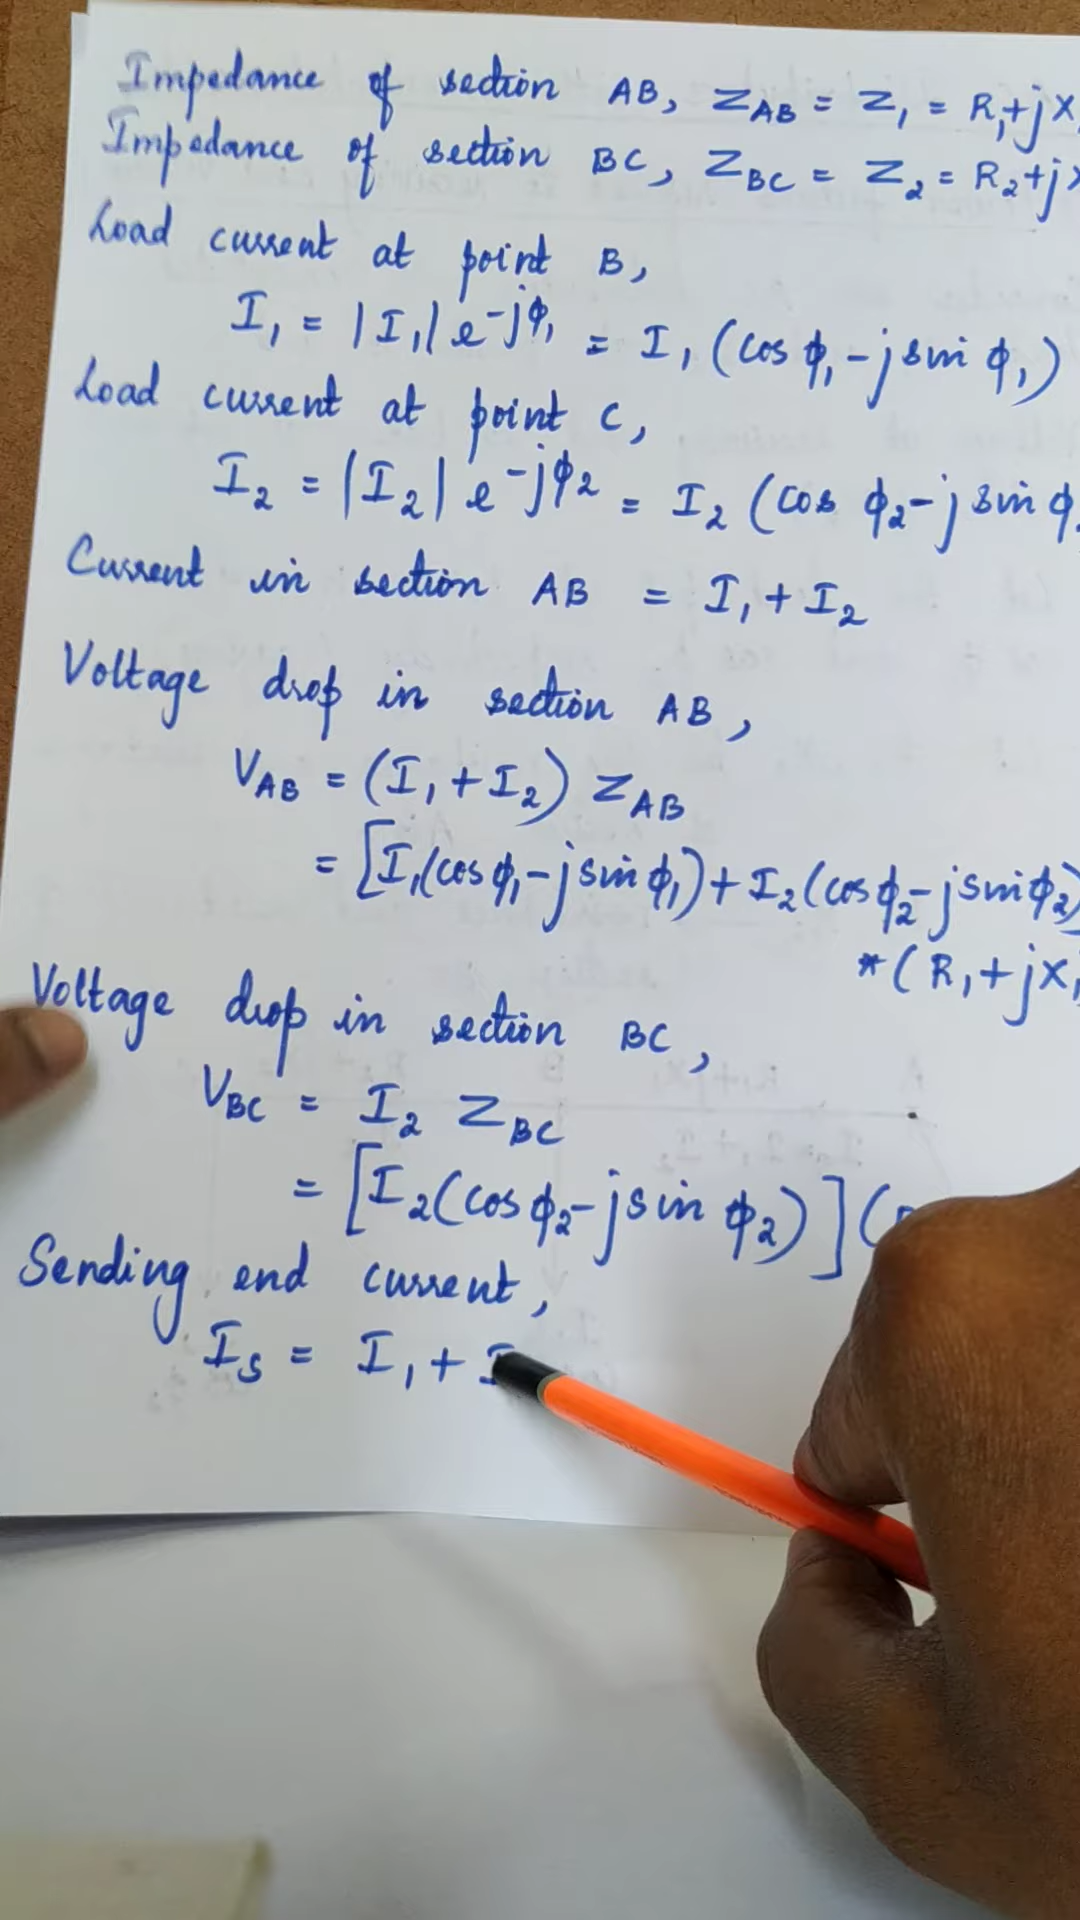 Impedance of section AB, Z_AB = Z_1 = R_1+jX
Impedance of section BC, Z_BC = Z_2 = R_2+j
Load current at point B,
I_1 = |I_1| e^-jϕ_1 = I_1 (cos ϕ_1 - j sin ϕ_1)
Load current at point C,
I_2 = |I_2| e^-jϕ_2 = I_2 (cos ϕ_2 - j sin ϕ
Current in section AB = I_1 + I_2
Voltage drop in section AB,
V_AB = (I_1 + I_2) Z_AB
= [I_1(cos ϕ_1 - j sin ϕ_1) + I_2 (cos ϕ_2 - j sin ϕ_2)
*(R_1 + jX_1
Voltage drop in section BC,
V_BC = I_2 Z_BC
= [I_2(cos ϕ_2 - j sin ϕ_2)] (
Sending end current,
I_S = I_1 + I